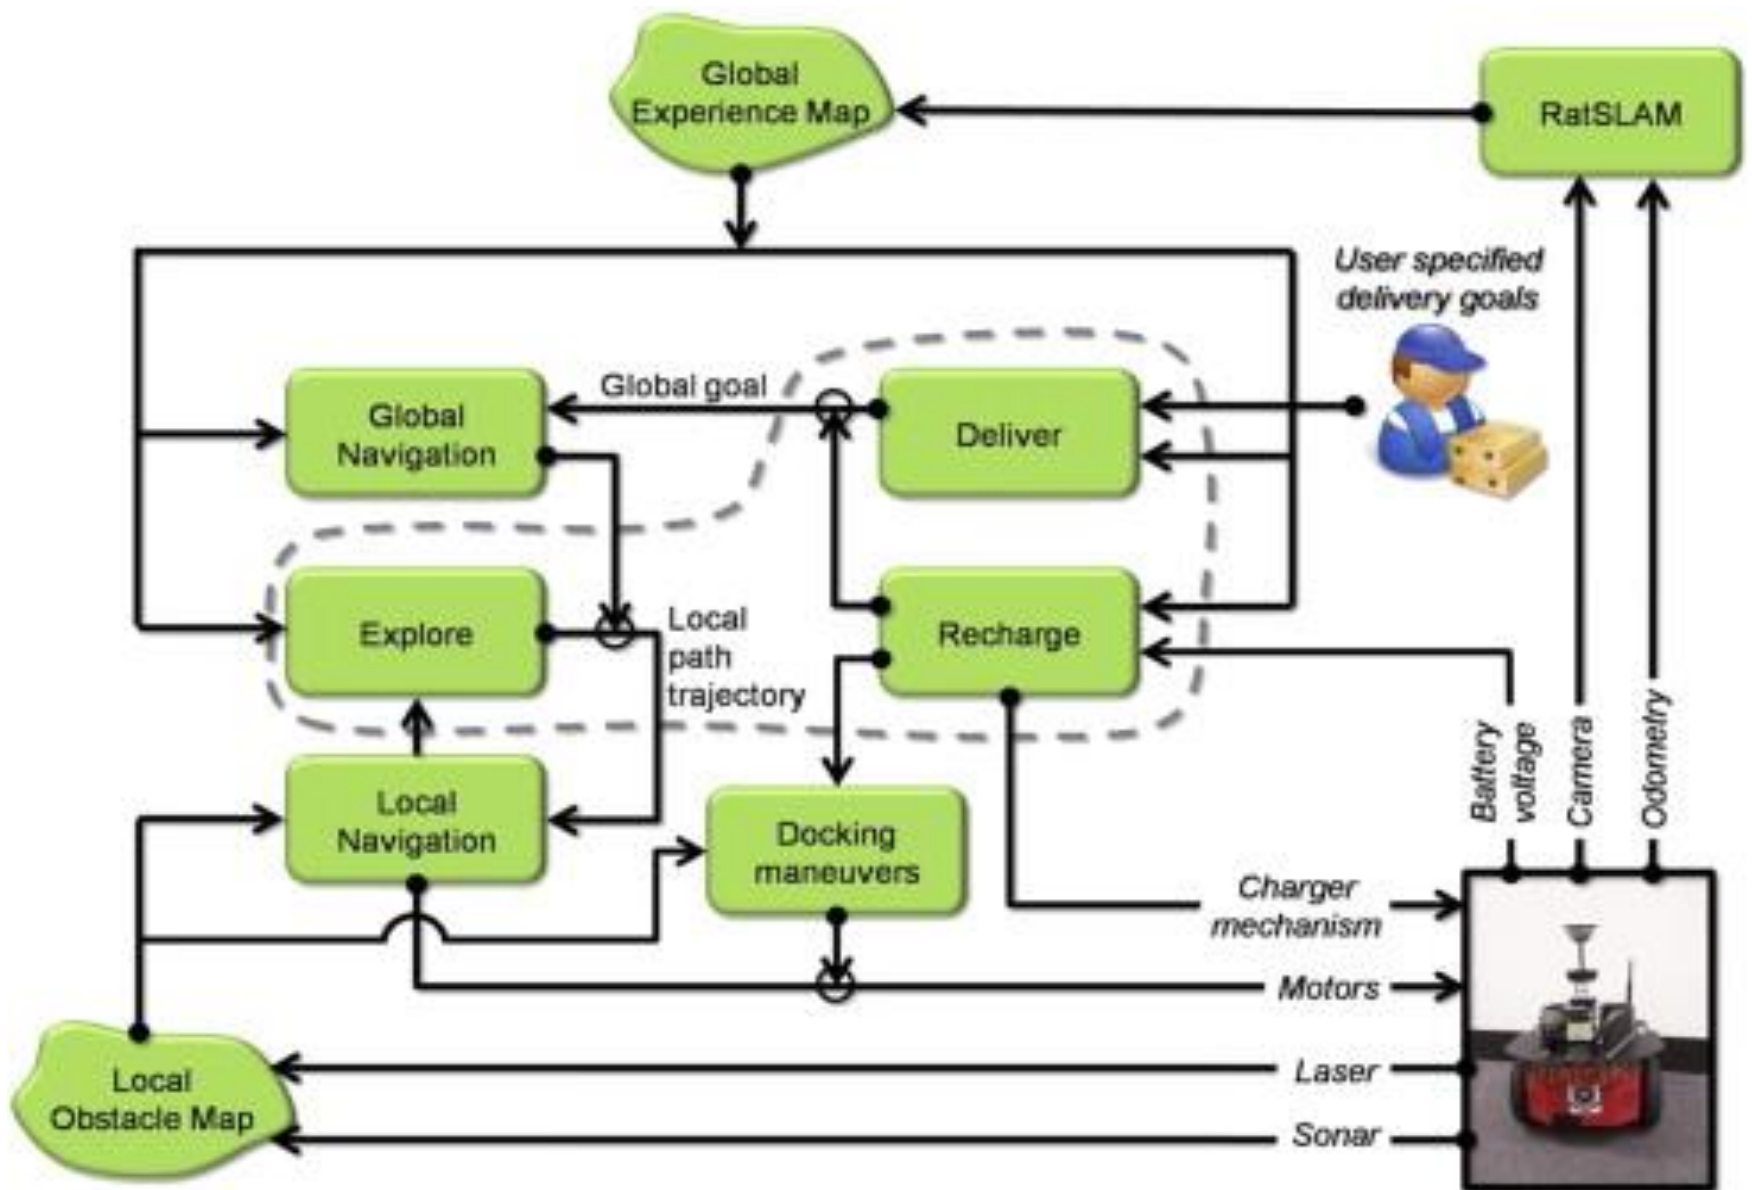 Global
Experience Map
RatSLAM
User specified
delivery goals
Global goal
Global
Navigation
Deliver
Explore
Local
path
trajectory
Recharge
Battery
voltage
Camera
Odometry
Local
Navigation
Docking
maneuvers
Charger
mechanism
Motors
Local
Obstacle Map
Laser
Sonar